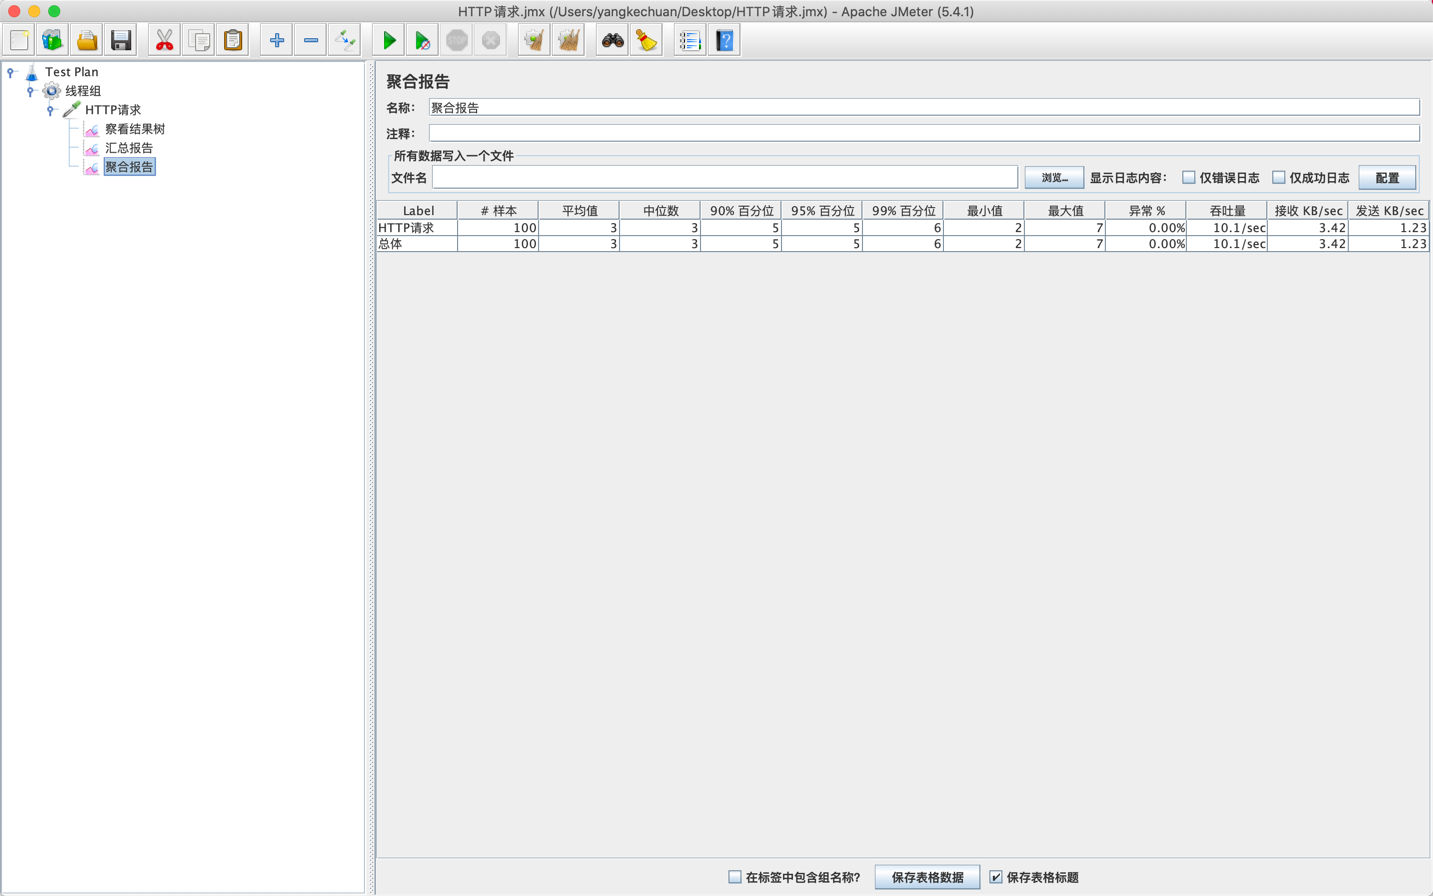 HTTP请求.jmx (/Users/yangkechuan/Desktop/HTTP请求.jmx) - Apache JMeter (5.4.1)
Test Plan
线程组
HTTP请求
察看结果树
汇总报告
聚合报告
聚合报告
名称： 聚合报告
注释：
所有数据写入一个文件
文件名 浏览... 显示日志内容： 仅错误日志 仅成功日志 配置
Label # 样本 平均值 中位数 90% 百分位 95% 百分位 99% 百分位 最小值 最大值 异常 % 吞吐量 接收 KB/sec 发送 KB/sec
HTTP请求 100 3 3 5 5 6 2 7 0.00% 10.1/sec 3.42 1.23
总体 100 3 3 5 5 6 2 7 0.00% 10.1/sec 3.42 1.23
在标签中包含组名称? 保存表格数据 保存表格标题